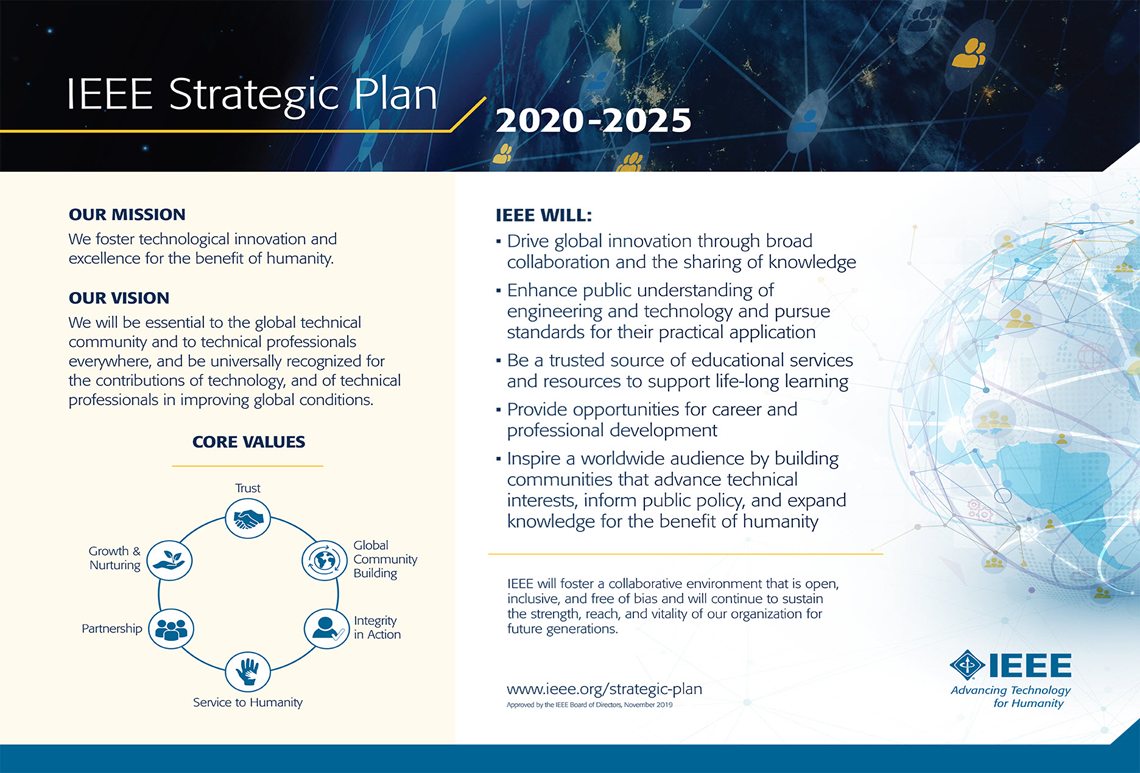 IEEE Strategic Plan
2020-2025
OUR MISSION
We foster technological innovation and
excellence for the benefit of humanity.
OUR VISION
We will be essential to the global technical
community and to technical professionals
everywhere, and be universally recognized for
the contributions of technology, and of technical
professionals in improving global conditions.
CORE VALUES
Trust
Global
Community
Building
Integrity
in Action
Service to Humanity
Partnership
Growth &
Nurturing
IEEE WILL:
▪ Drive global innovation through broad
collaboration and the sharing of knowledge
▪ Enhance public understanding of
engineering and technology and pursue
standards for their practical application
▪ Be a trusted source of educational services
and resources to support life-long learning
▪ Provide opportunities for career and
professional development
▪ Inspire a worldwide audience by building
communities that advance technical
interests, inform public policy, and expand
knowledge for the benefit of humanity
IEEE will foster a collaborative environment that is open,
inclusive, and free of bias and will continue to sustain
the strength, reach, and vitality of our organization for
future generations.
www.ieee.org/strategic-plan
Approved by the IEEE Board of Directors, November 2019
IEEE
Advancing Technology
for Humanity